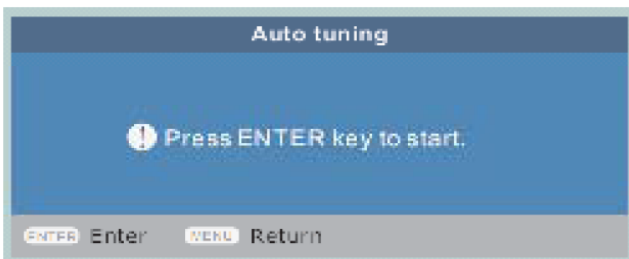 Auto tuning
! Press ENTER key to start.
ENTER Enter MENU Return